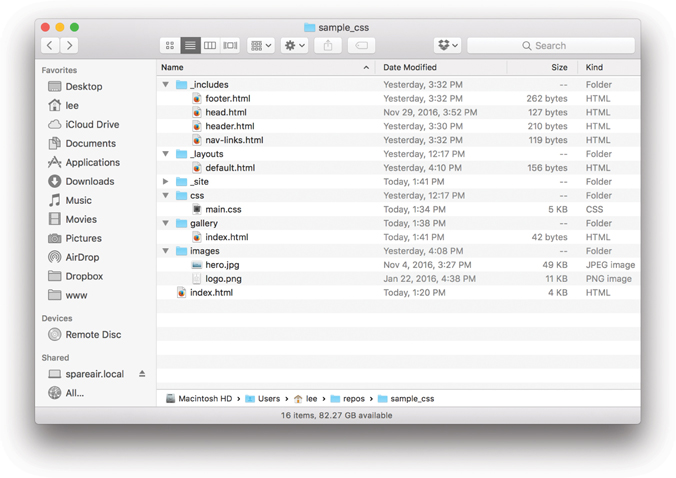 sample_css
Search
Favorites
Desktop
lee
iCloud Drive
Documents
Applications
Downloads
Music
Movies
Pictures
AirDrop
Dropbox
www
Devices
Remote Disc
Shared
spareair.local
All...
Name Date Modified Size Kind
_includes Yesterday, 3:32 PM -- Folder
footer.html Yesterday, 3:32 PM 262 bytes HTML
head.html Nov 29, 2016, 3:52 PM 127 bytes HTML
header.html Yesterday, 3:30 PM 210 bytes HTML
nav-links.html Yesterday, 3:32 PM 119 bytes HTML
_layouts Yesterday, 12:17 PM -- Folder
default.html Yesterday, 4:10 PM 156 bytes HTML
_site Today, 1:41 PM -- Folder
css Yesterday, 12:17 PM -- Folder
main.css Today, 1:34 PM 5 KB CSS
gallery Today, 1:38 PM -- Folder
index.html Today, 1:41 PM 42 bytes HTML
images Yesterday, 4:08 PM -- Folder
hero.jpg Nov 4, 2016, 3:27 PM 49 KB JPEG image
logo.png Jan 22, 2016, 4:38 PM 11 KB PNG image
index.html Today, 1:20 PM 4 KB HTML
Macintosh HD › Users › lee › repos › sample_css
16 items, 82.27 GB available